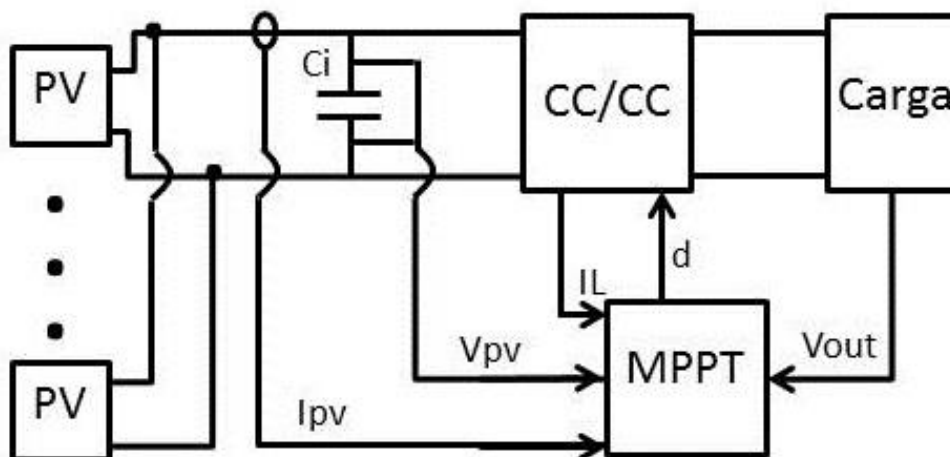 PV
Ci
CC/CC
Carga
d
IL
Vpv
MPPT
Vout
PV
Ipv